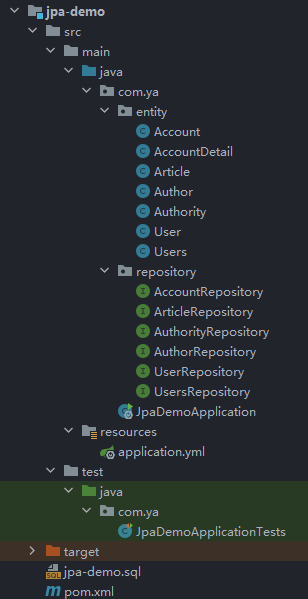 jpa-demo
src
main
java
com.ya
entity
Account
AccountDetail
Article
Author
Authority
User
Users
repository
AccountRepository
ArticleRepository
AuthorityRepository
AuthorRepository
UserRepository
UsersRepository
JpaDemoApplication
resources
application.yml
test
java
com.ya
JpaDemoApplicationTests
target
jpa-demo.sql
pom.xml